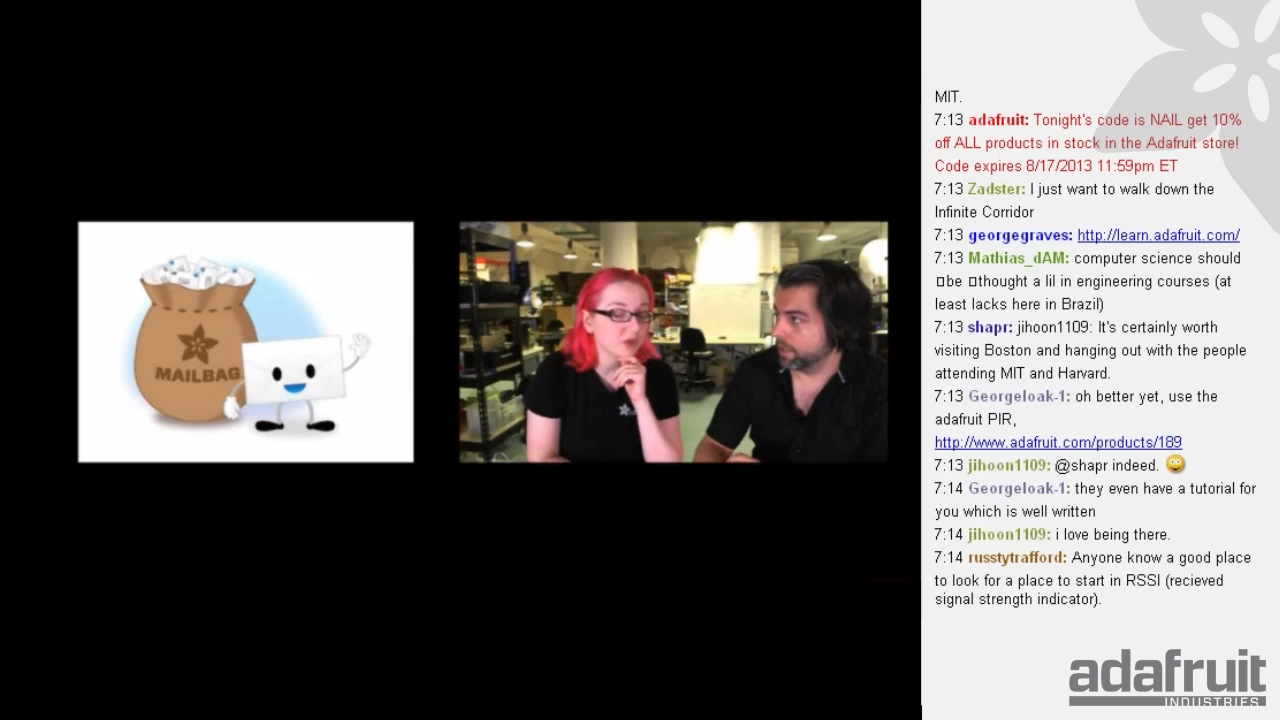 MAILBAG
MIT.
7:13 adafruit: Tonight's code is NAIL get 10%
off ALL products in stock in the Adafruit store!
Code expires 8/17/2013 11:59pm ET
7:13 Zadster: I just want to walk down the
Infinite Corridor
7:13 georgegraves: http://learn.adafruit.com/
7:13 Mathias_dAM: computer science should
▯be ▯thought a lil in engineering courses (at
least lacks here in Brazil)
7:13 shapr: jihoon1109: It's certainly worth
visiting Boston and hanging out with the people
attending MIT and Harvard.
7:13 Georgeloak-1: oh better yet, use the
adafruit PIR,
http://www.adafruit.com/products/189
7:13 jihoon1109: @shapr indeed.
7:14 Georgeloak-1: they even have a tutorial for
you which is well written
7:14 jihoon1109: i love being there.
7:14 russtytrafford: Anyone know a good place
to look for a place to start in RSSI (recieved
signal strength indicator).
adafruit
INDUSTRIES